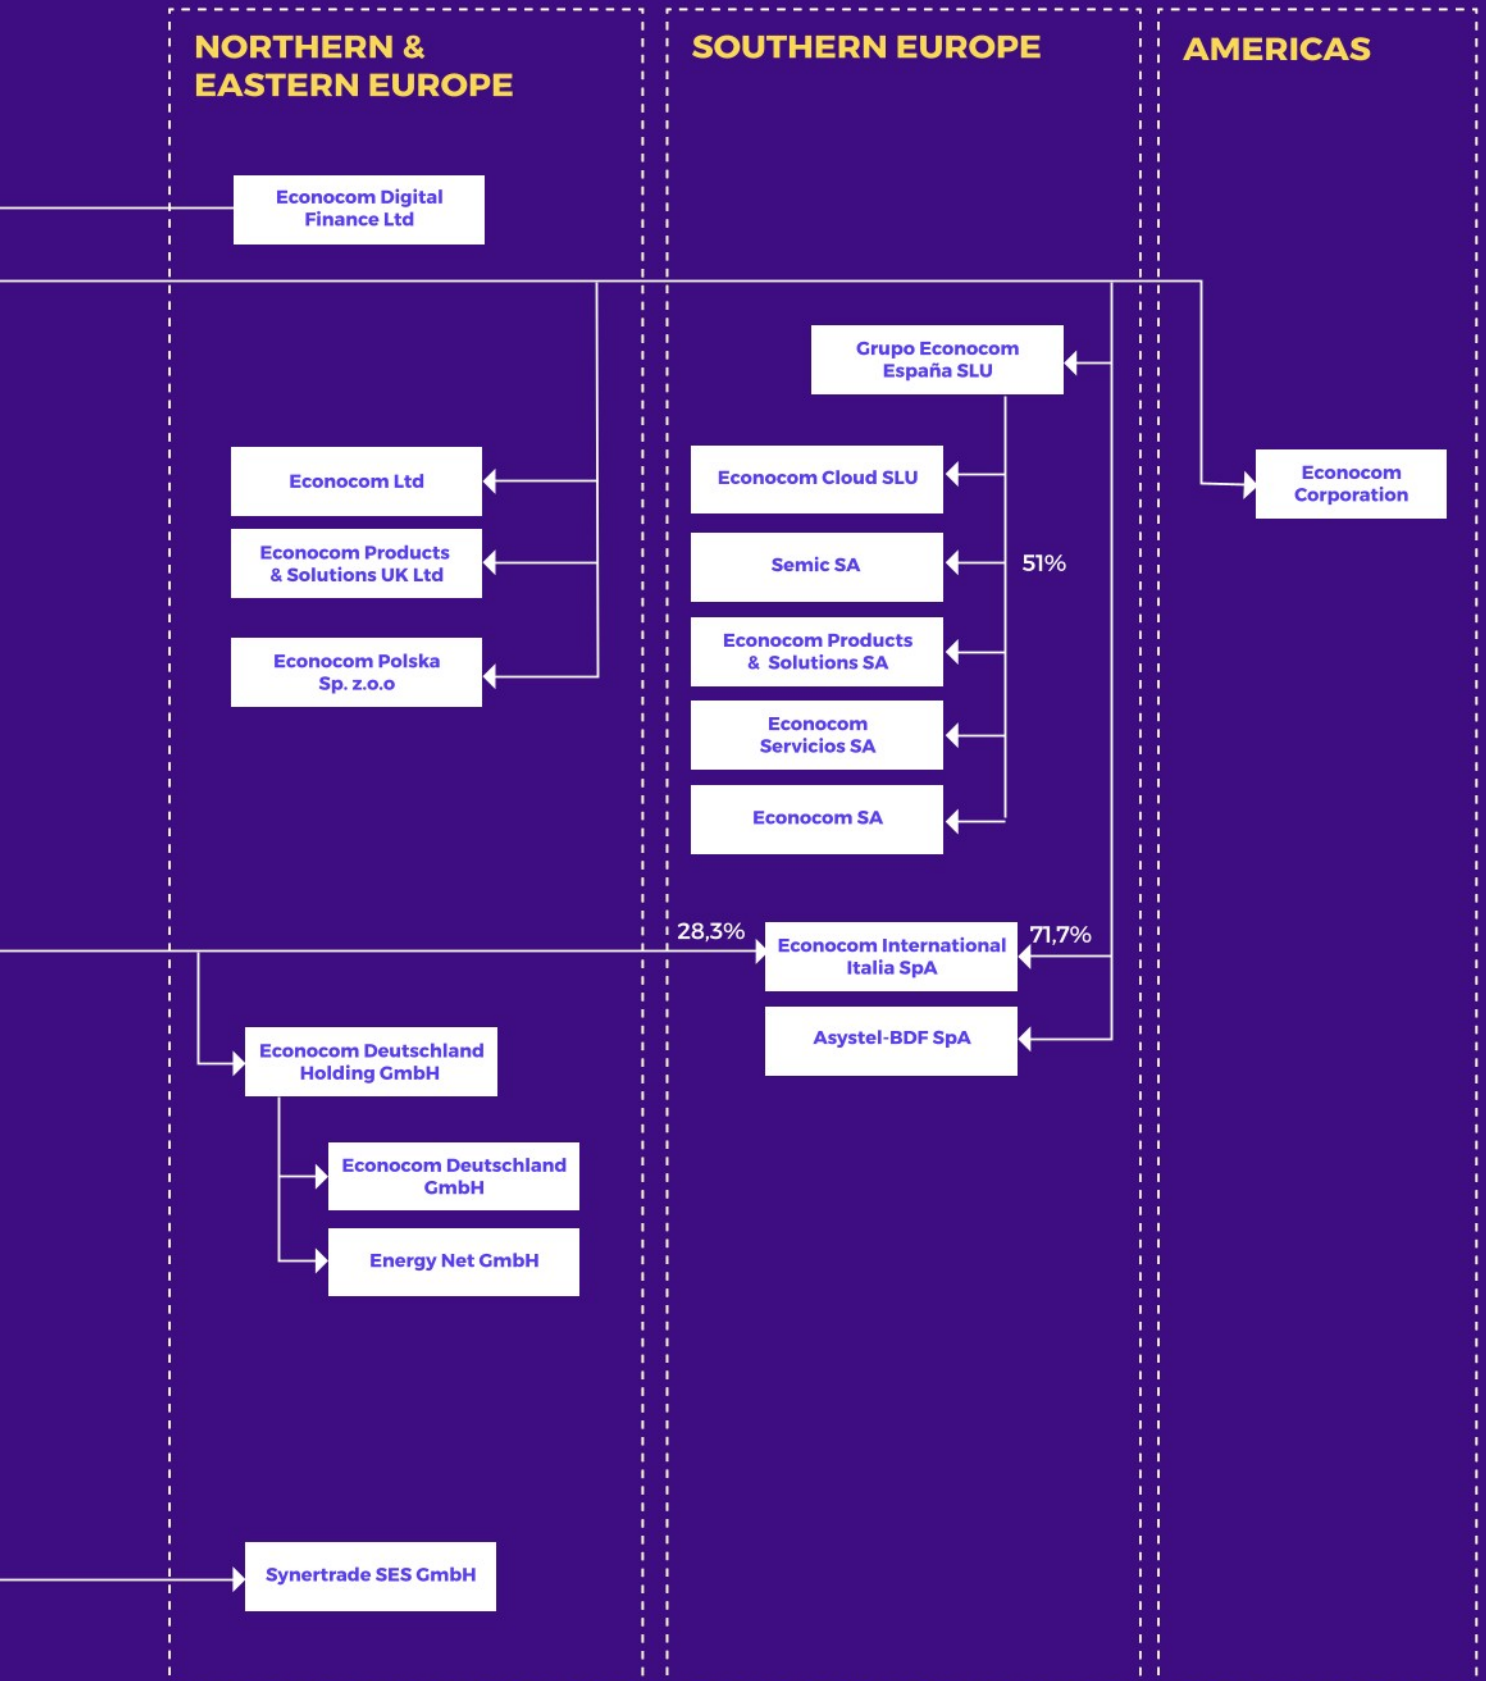 NORTHERN &
EASTERN EUROPE
Econocom Digital
Finance Ltd
Econocom Ltd
Econocom Products
& Solutions UK Ltd
Econocom Polska
Sp. z.o.o
Econocom Deutschland
Holding GmbH
Econocom Deutschland
GmbH
Energy Net GmbH
Synertrade SES GmbH
SOUTHERN EUROPE
Grupo Econocom
España SLU
Econocom Cloud SLU
Semic SA
51%
Econocom Products
& Solutions SA
Econocom
Servicios SA
Econocom SA
28,3%
Econocom International
Italia SpA
71,7%
Asystel-BDF SpA
AMERICAS
Econocom
Corporation